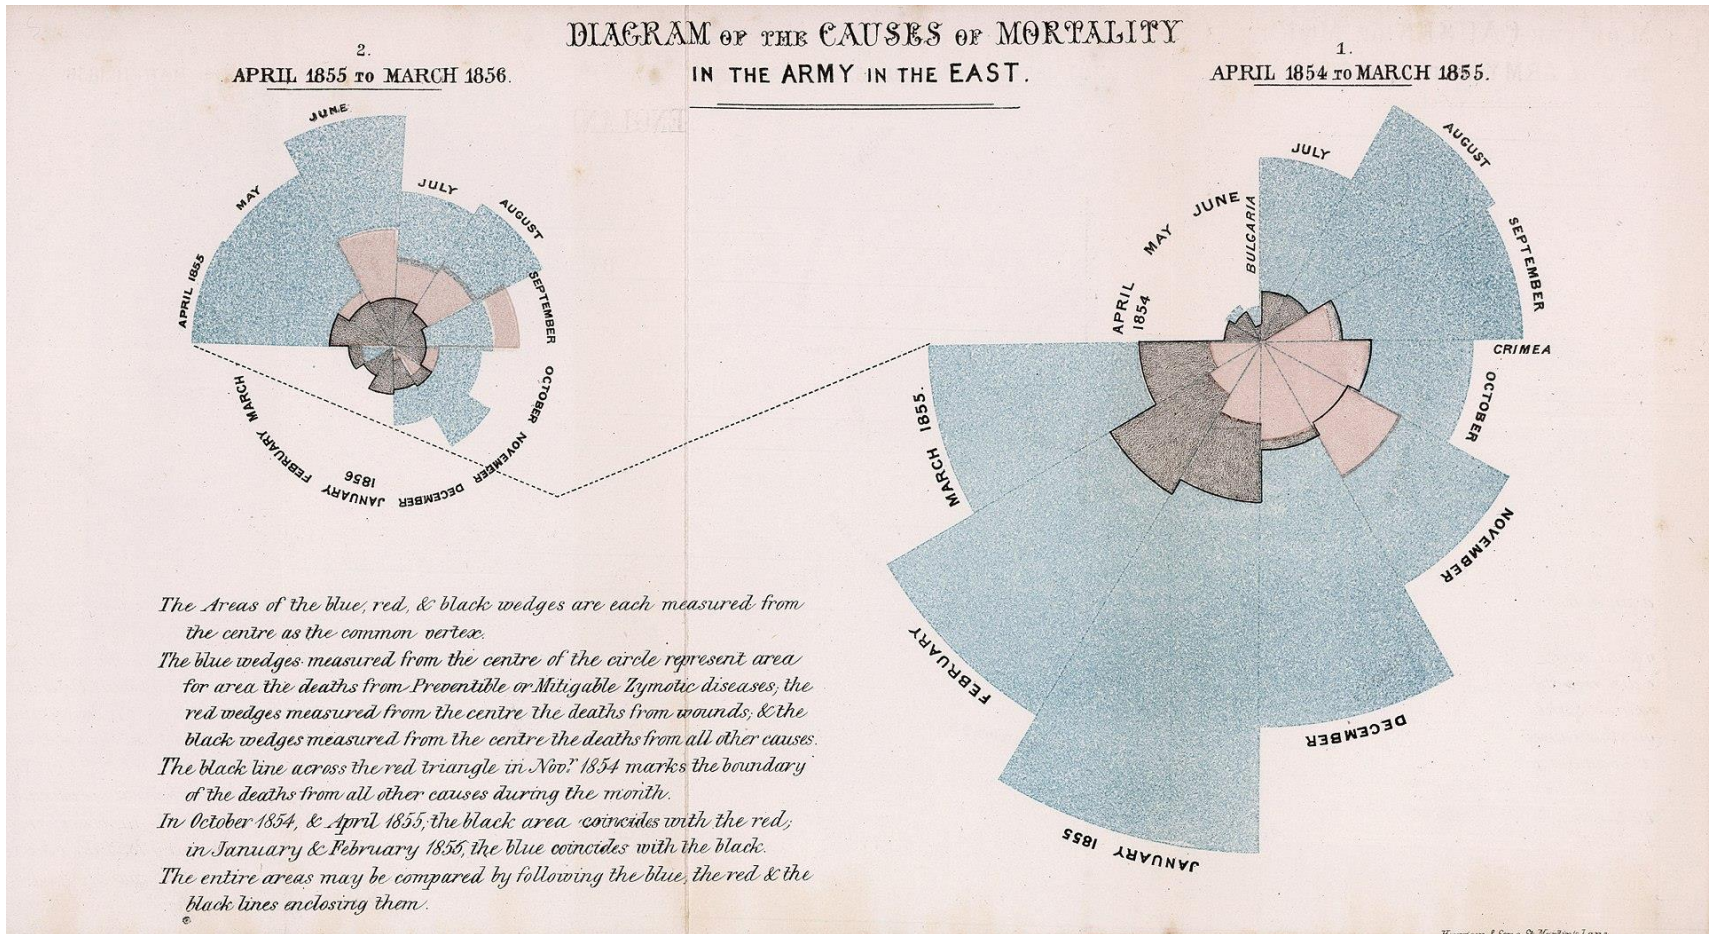 DIAGRAM OF THE CAUSES OF MORTALITY
IN THE ARMY IN THE EAST.
2.
APRIL 1855 TO MARCH 1856.
1.
APRIL 1854 TO MARCH 1855.
APRIL 1855
MAY
JUNE
JULY
AUGUST
SEPTEMBER
OCTOBER
NOVEMBER
DECEMBER
JANUARY
1856
FEBRUARY
MARCH
APRIL
1854
MAY
JUNE
BULGARIA
JULY
AUGUST
SEPTEMBER
CRIMEA
OCTOBER
NOVEMBER
DECEMBER
JANUARY 1855
FEBRUARY
MARCH 1855.
The Areas of the blue, red, & black wedges are each measured from
the centre as the common vertex.
The blue wedges measured from the centre of the circle represent area
for area the deaths from Preventible or Mitigable Zymotic diseases; the
red wedges measured from the centre the deaths from wounds; & the
black wedges measured from the centre the deaths from all other causes.
The black line across the red triangle in Novr. 1854 marks the boundary
of the deaths from all other causes during the month.
In October 1854, & April 1855; the black area coincides with the red;
in January & February 1856, the blue coincides with the black.
The entire areas may be compared by following the blue, the red & the
black lines enclosing them.